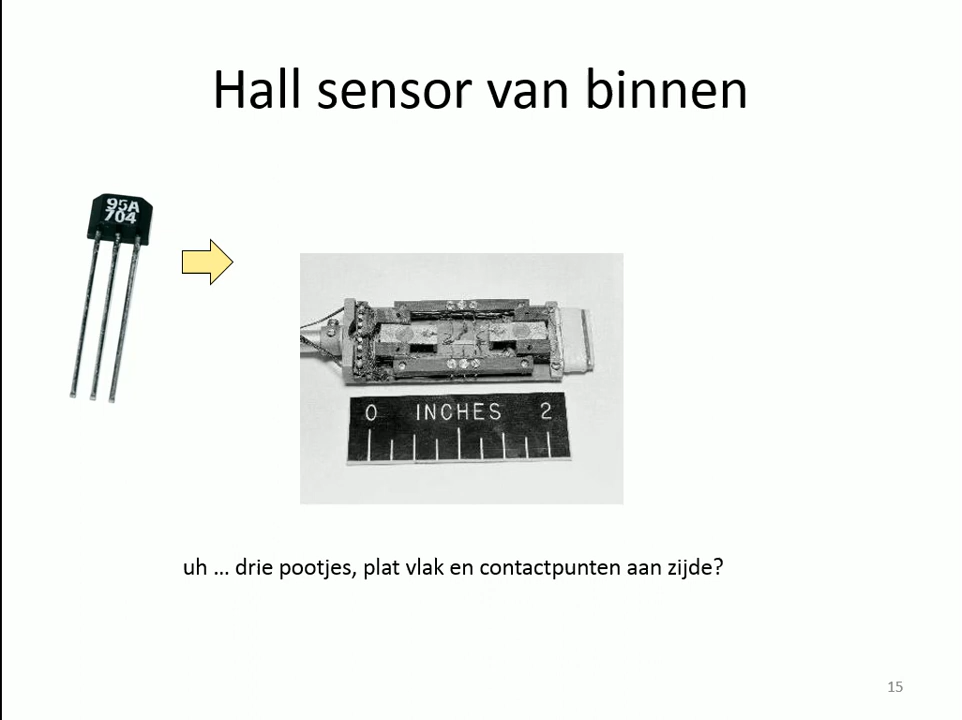 Hall sensor van binnen
95A
704
0 INCHES 2
uh ... drie pootjes, plat vlak en contactpunten aan zijde?
15